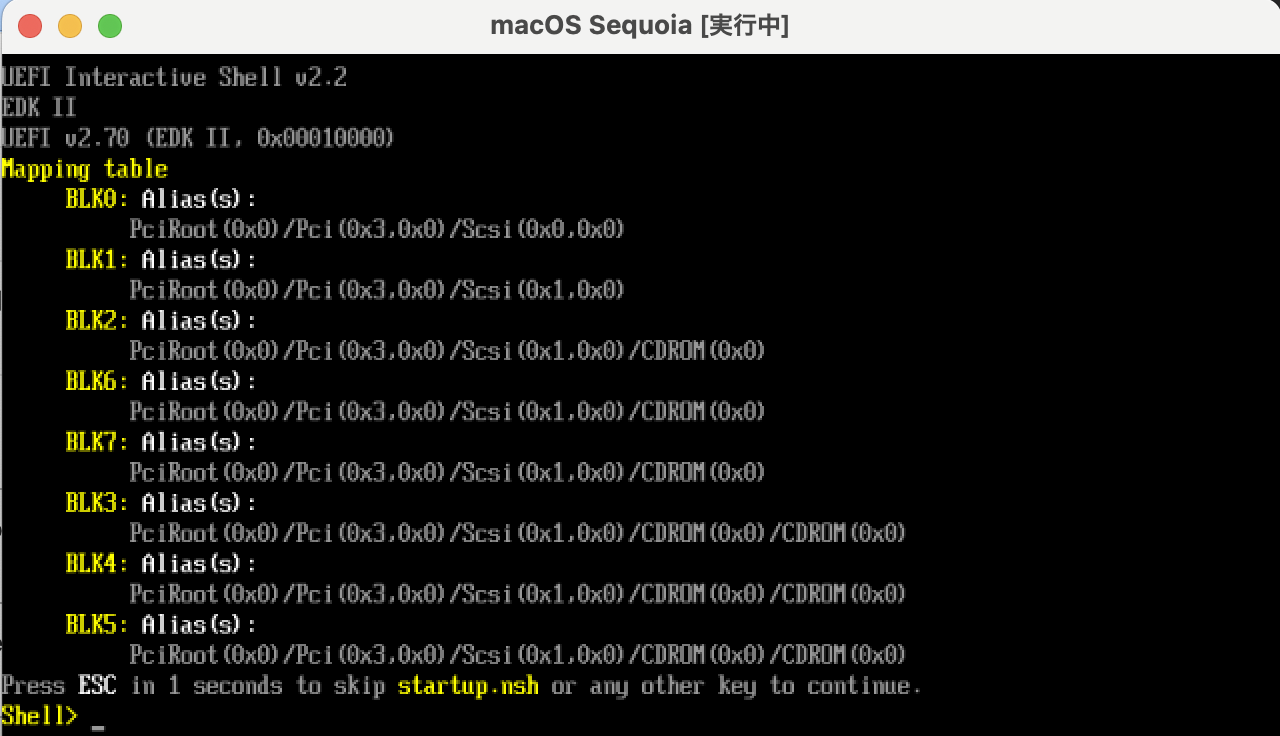 macOS Sequoia [実行中]
UEFI Interactive Shell v2.2
EDK II
UEFI v2.70 (EDK II, 0x00010000)
Mapping table
BLK0: Alias(s):
PciRoot(0x0)/Pci(0x3,0x0)/Scsi(0x0,0x0)
BLK1: Alias(s):
PciRoot(0x0)/Pci(0x3,0x0)/Scsi(0x1,0x0)
BLK2: Alias(s):
PciRoot(0x0)/Pci(0x3,0x0)/Scsi(0x1,0x0)/CDROM(0x0)
BLK6: Alias(s):
PciRoot(0x0)/Pci(0x3,0x0)/Scsi(0x1,0x0)/CDROM(0x0)
BLK7: Alias(s):
PciRoot(0x0)/Pci(0x3,0x0)/Scsi(0x1,0x0)/CDROM(0x0)
BLK3: Alias(s):
PciRoot(0x0)/Pci(0x3,0x0)/Scsi(0x1,0x0)/CDROM(0x0)/CDROM(0x0)
BLK4: Alias(s):
PciRoot(0x0)/Pci(0x3,0x0)/Scsi(0x1,0x0)/CDROM(0x0)/CDROM(0x0)
BLK5: Alias(s):
PciRoot(0x0)/Pci(0x3,0x0)/Scsi(0x1,0x0)/CDROM(0x0)/CDROM(0x0)
Press ESC in 1 seconds to skip startup.nsh or any other key to continue.
Shell> _